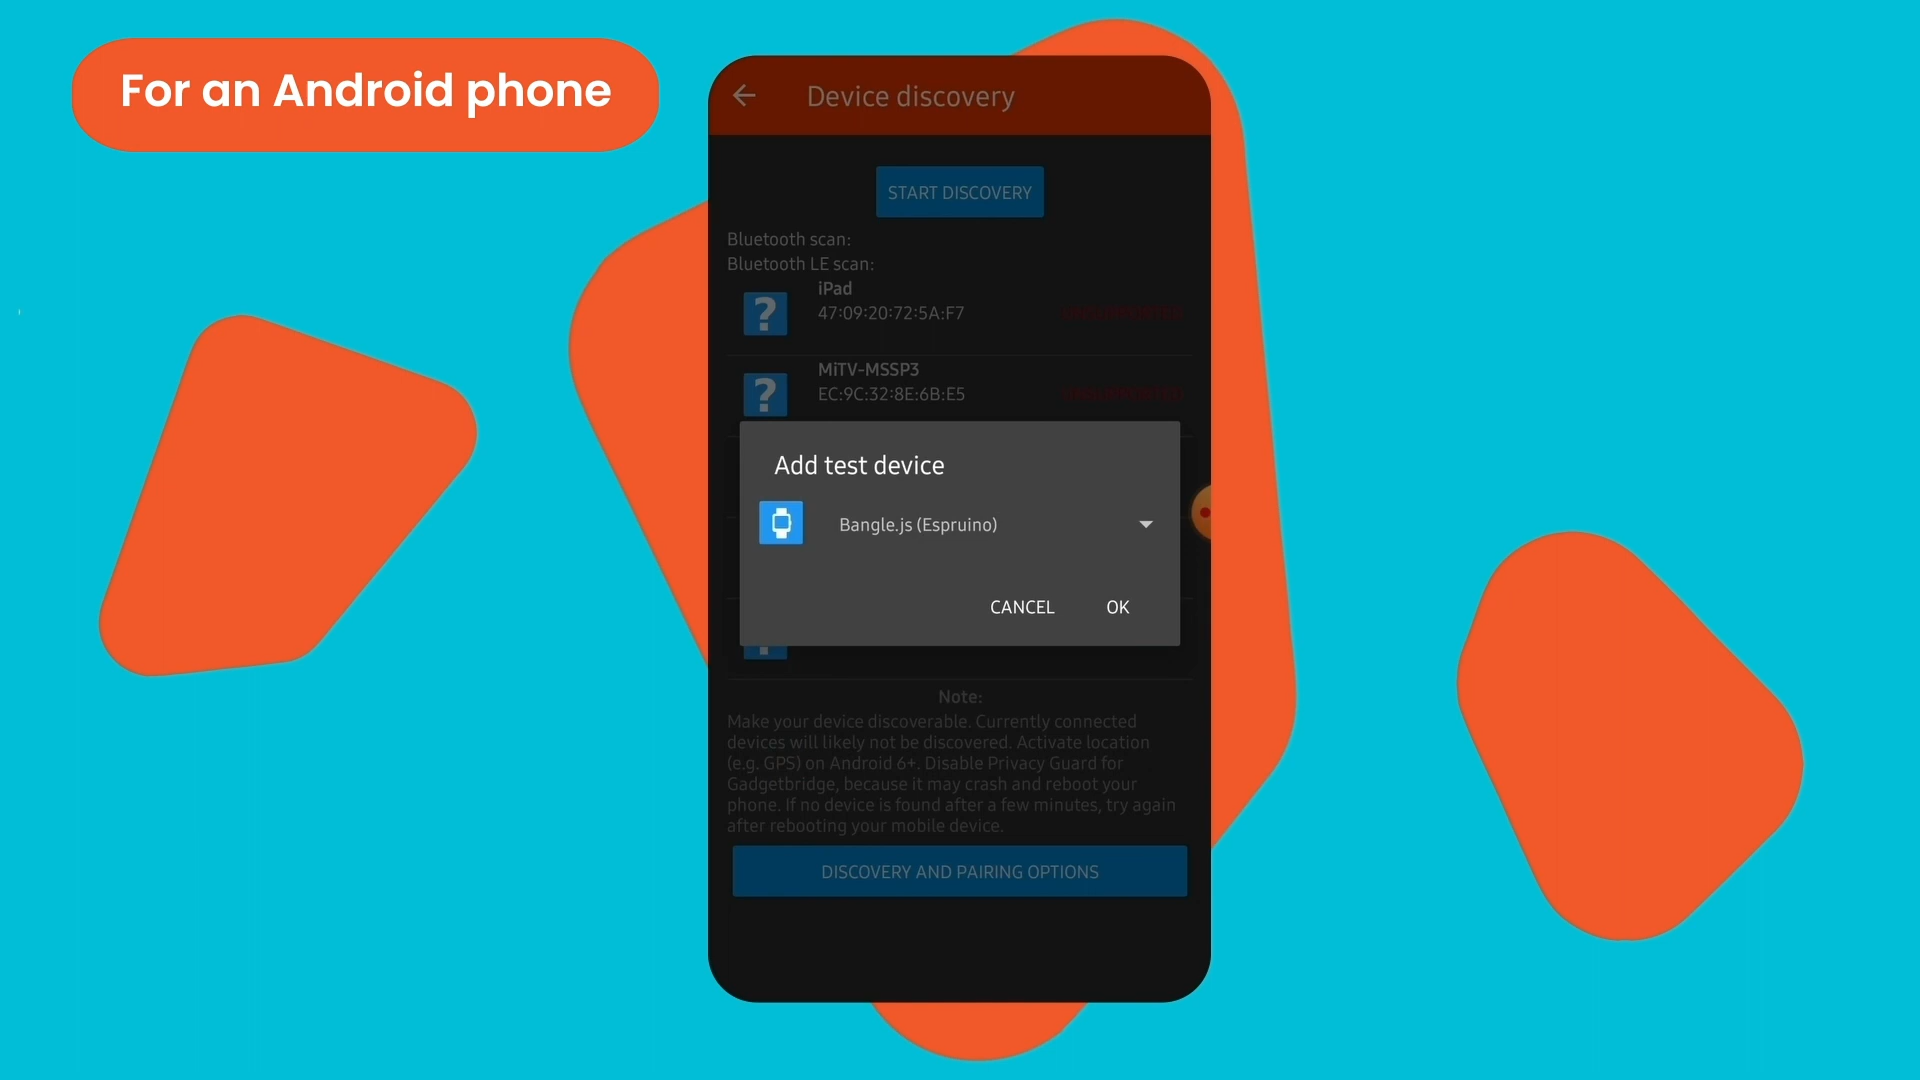 For an Android phone
Device discovery
START DISCOVERY
Bluetooth scan:
Bluetooth LE scan:
iPad
47:09:20:72:5A:F7
MiTV-MSSP3
EC:9C:32:8E:6B:E5
Add test device
Bangle.js (Espruino)
CANCEL OK
Note:
Make your device discoverable. Currently connected
devices will likely not be discovered. Activate location
(e.g. GPS) on Android 6+. Disable Privacy Guard for
Gadgetbridge, because it may crash and reboot your
phone. If no device is found after a few minutes, try again
after rebooting your mobile device.
DISCOVERY AND PAIRING OPTIONS